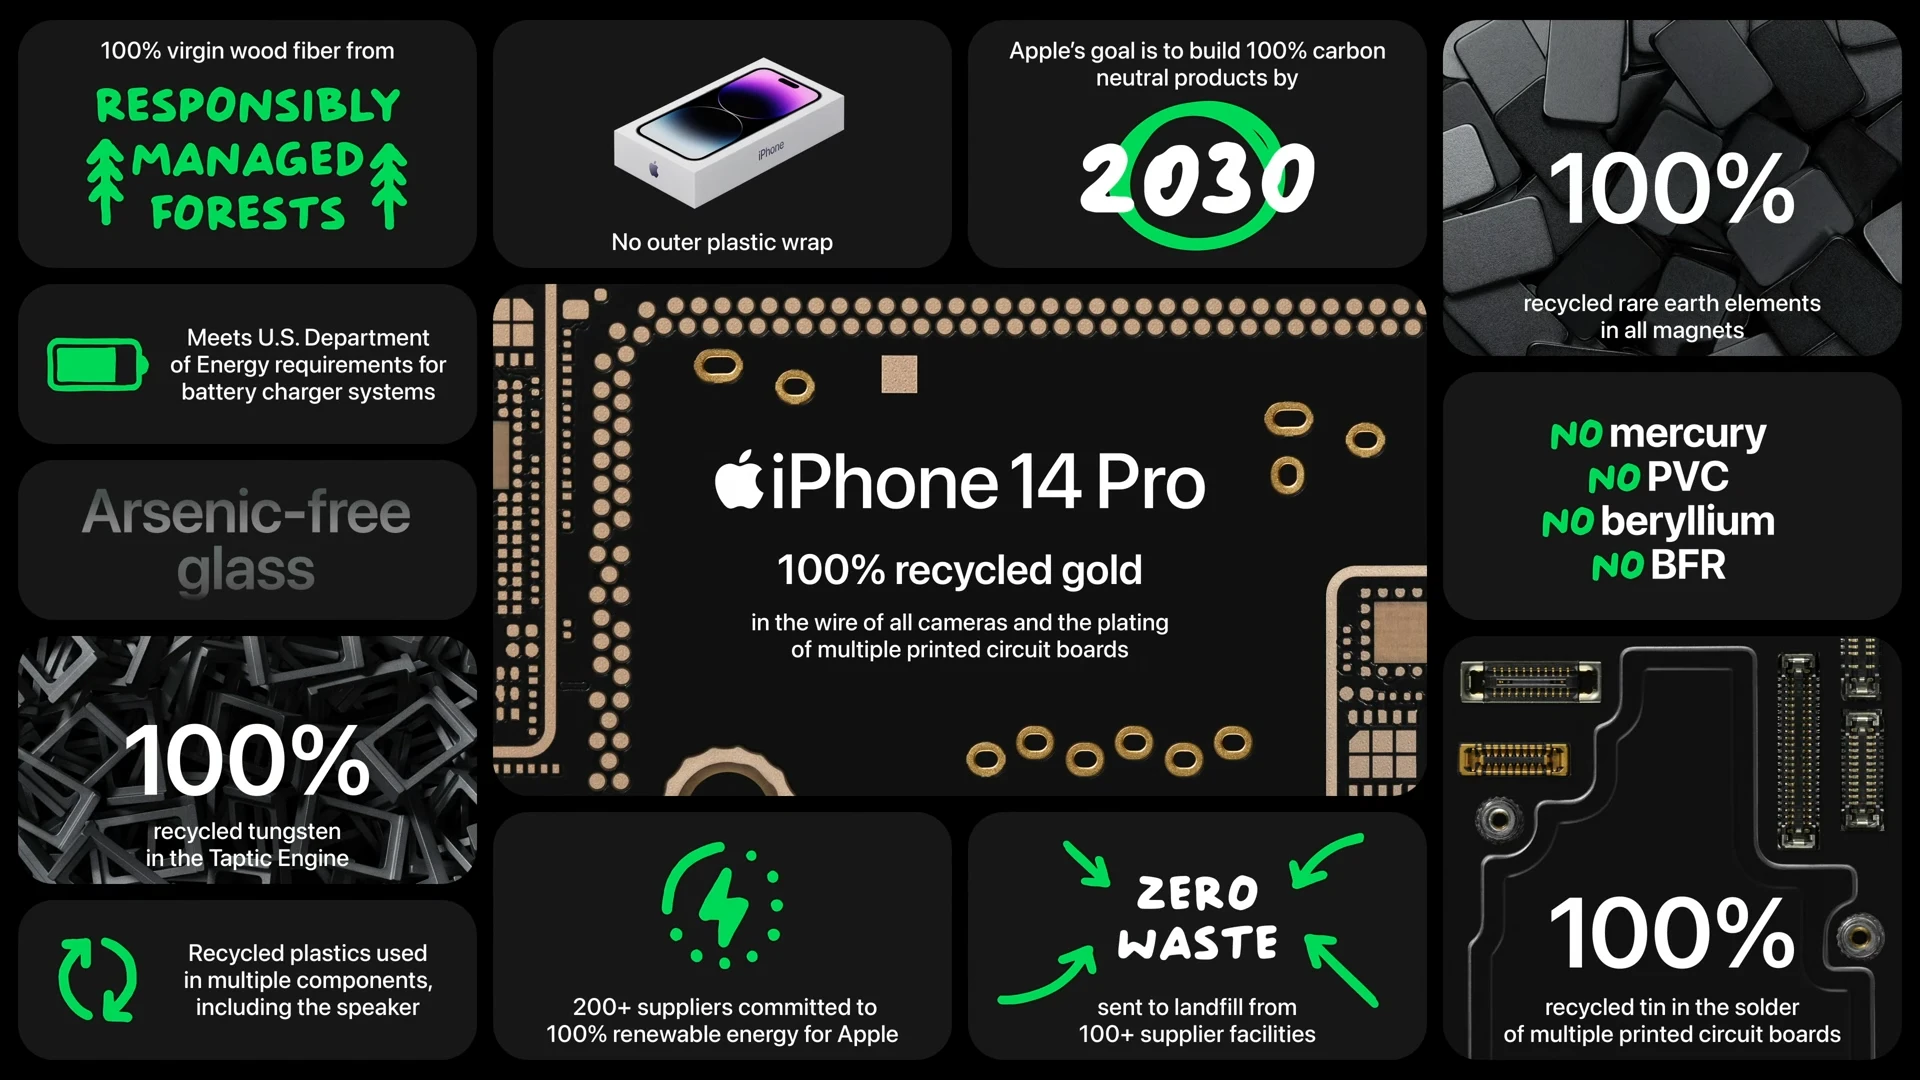 100% virgin wood fiber from
RESPONSIBLY
MANAGED
FORESTS
iPhone
No outer plastic wrap
Apple's goal is to build 100% carbon
neutral products by
2030
100%
recycled rare earth elements
in all magnets
Meets U.S. Department
of Energy requirements for
battery charger systems
Arsenic-free
glass
iPhone 14 Pro
100% recycled gold
in the wire of all cameras and the plating
of multiple printed circuit boards
NO mercury
NO PVC
NO beryllium
NO BFR
100%
recycled tungsten
in the Taptic Engine
Recycled plastics used
in multiple components,
including the speaker
200+ suppliers committed to
100% renewable energy for Apple
ZERO
WASTE
sent to landfill from
100+ supplier facilities
100%
recycled tin in the solder
of multiple printed circuit boards